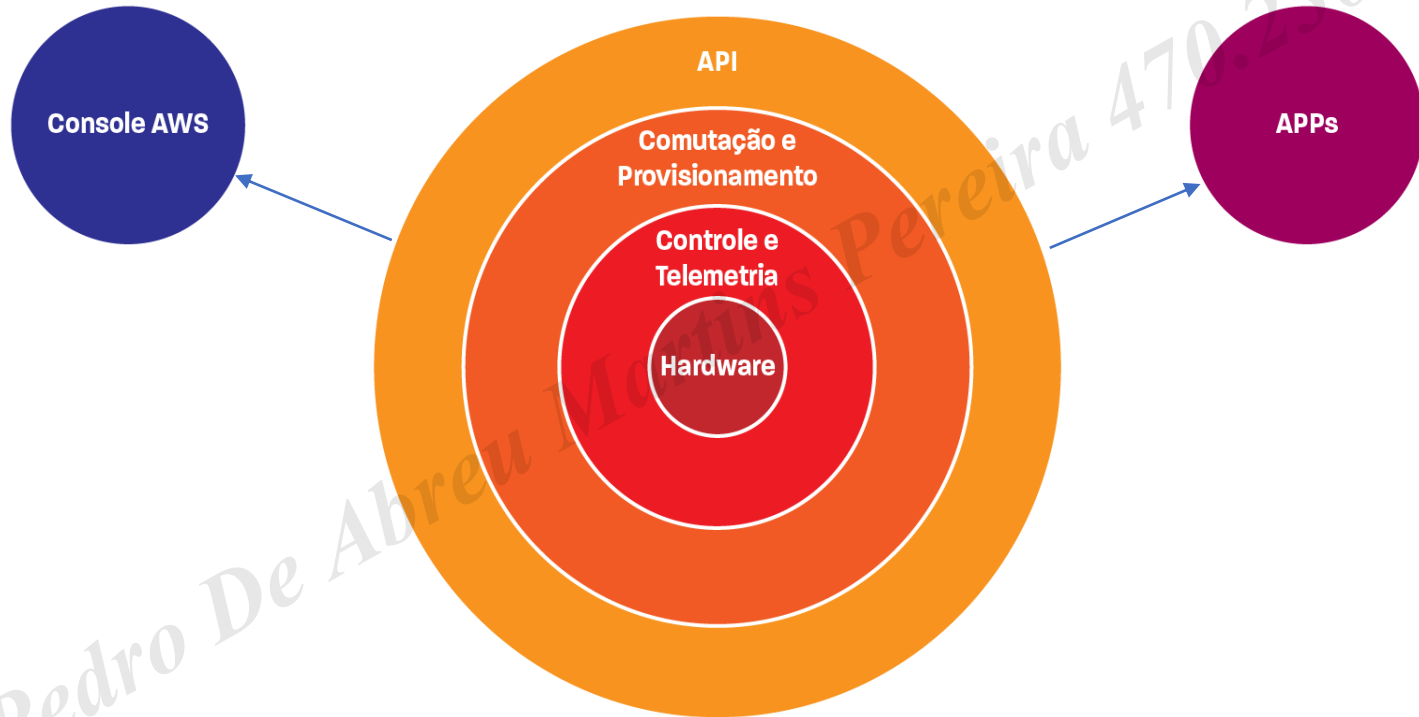 Console AWS
API
APPs
Comutação e
Provisionamento
Controle e
Telemetria
Hardware
Pedro De Abreu Martins Pereira 470.